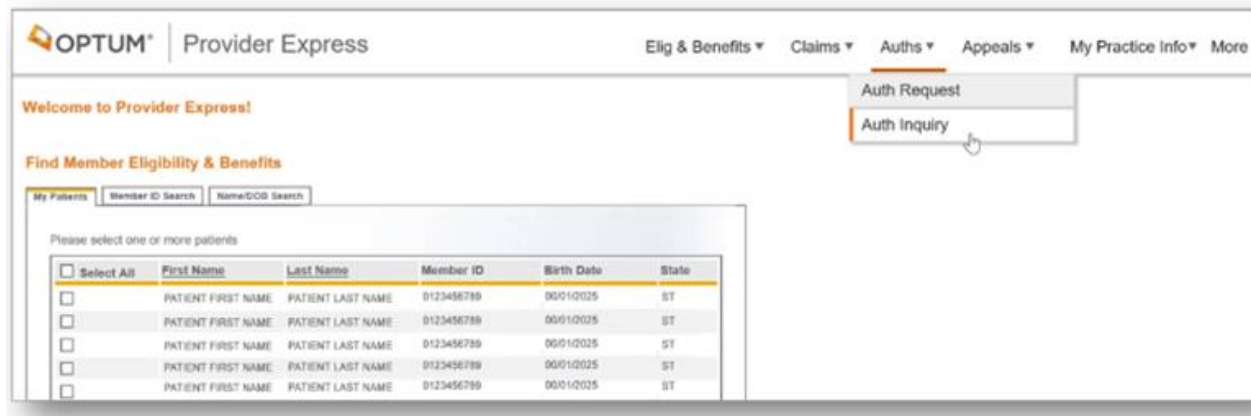 OPTUM® Provider Express Elig & Benefits Claims Auths Appeals My Practice Info More
Auth Request
Welcome to Provider Express!
Auth Inquiry
Find Member Eligibility & Benefits
My Patients Member ID Search Name/DOB Search
Please select one or more patients
Select All First Name Last Name Member ID Birth Date State
PATIENT FIRST NAME PATIENT LAST NAME 0123456789 00/01/2025 ST
PATIENT FIRST NAME PATIENT LAST NAME 0123456789 00/01/2025 ST
PATIENT FIRST NAME PATIENT LAST NAME 0123456789 00/01/2025 ST
PATIENT FIRST NAME PATIENT LAST NAME 0123456789 00/01/2025 ST
PATIENT FIRST NAME PATIENT LAST NAME 0123456789 00/01/2025 ST